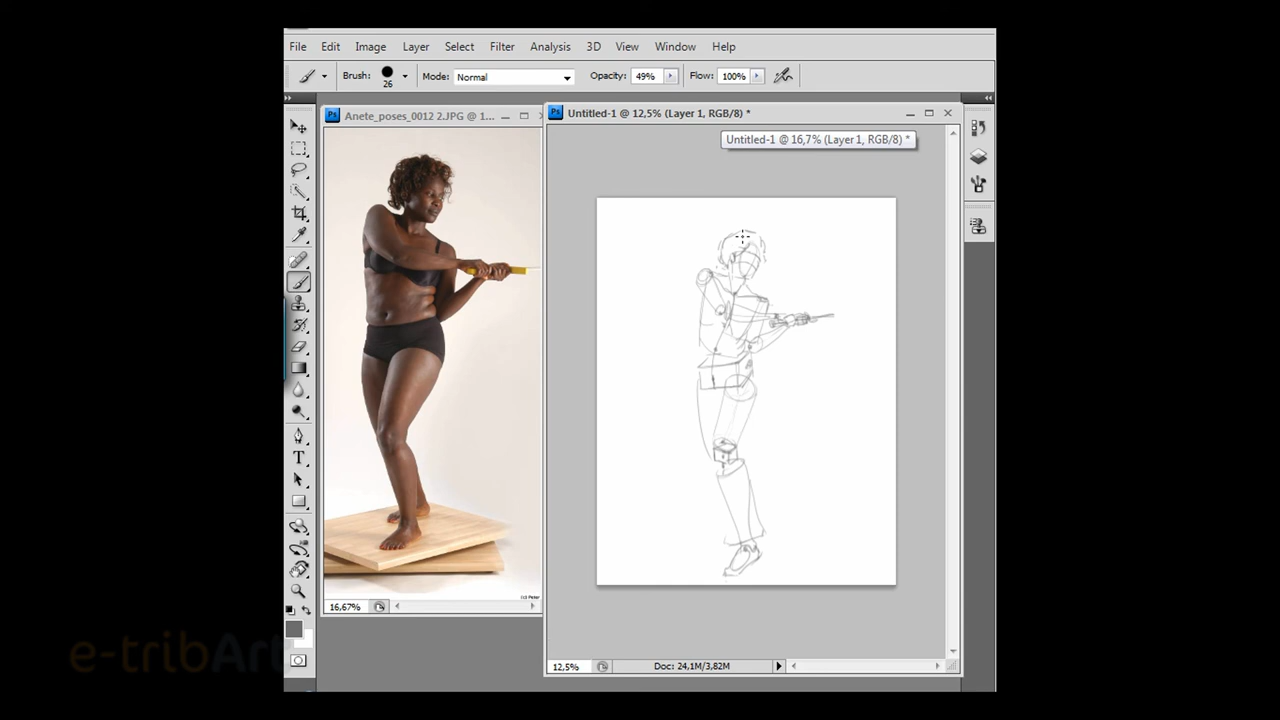 File Edit Image Layer Select Filter Analysis 3D View Window Help
Brush: 26 Mode: Normal Opacity: 49% Flow: 100%
Anete_poses_0012 2.JPG @ 1...
Untitled-1 @ 12,5% (Layer 1, RGB/8) *
Untitled-1 @ 16,7% (Layer 1, RGB/8) *
16,67%
12,5% Doc: 24,1M/3,82M
e-tribArt